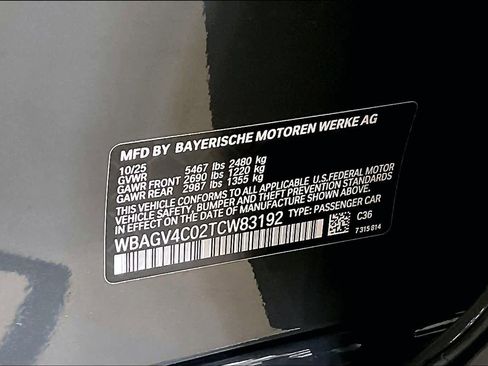 MFD BY BAYERISCHE MOTOREN WERKE AG
10/25
GVWR 5467 lbs 2480 kg
GAWR FRONT 2690 lbs 1220 kg
GAWR REAR 2987 lbs 1355 kg
THIS VEHICLE CONFORMS TO ALL APPLICABLE U.S.FEDERAL MOTOR
VEHICLE SAFETY, BUMPER, AND THEFT PREVENTION STANDARDS
IN EFFECT ON THE DATE OF MANUFACTURE SHOWN ABOVE.
WBAGV4C02TCW83192 TYPE: PASSENGER CAR
C36
7 315 814